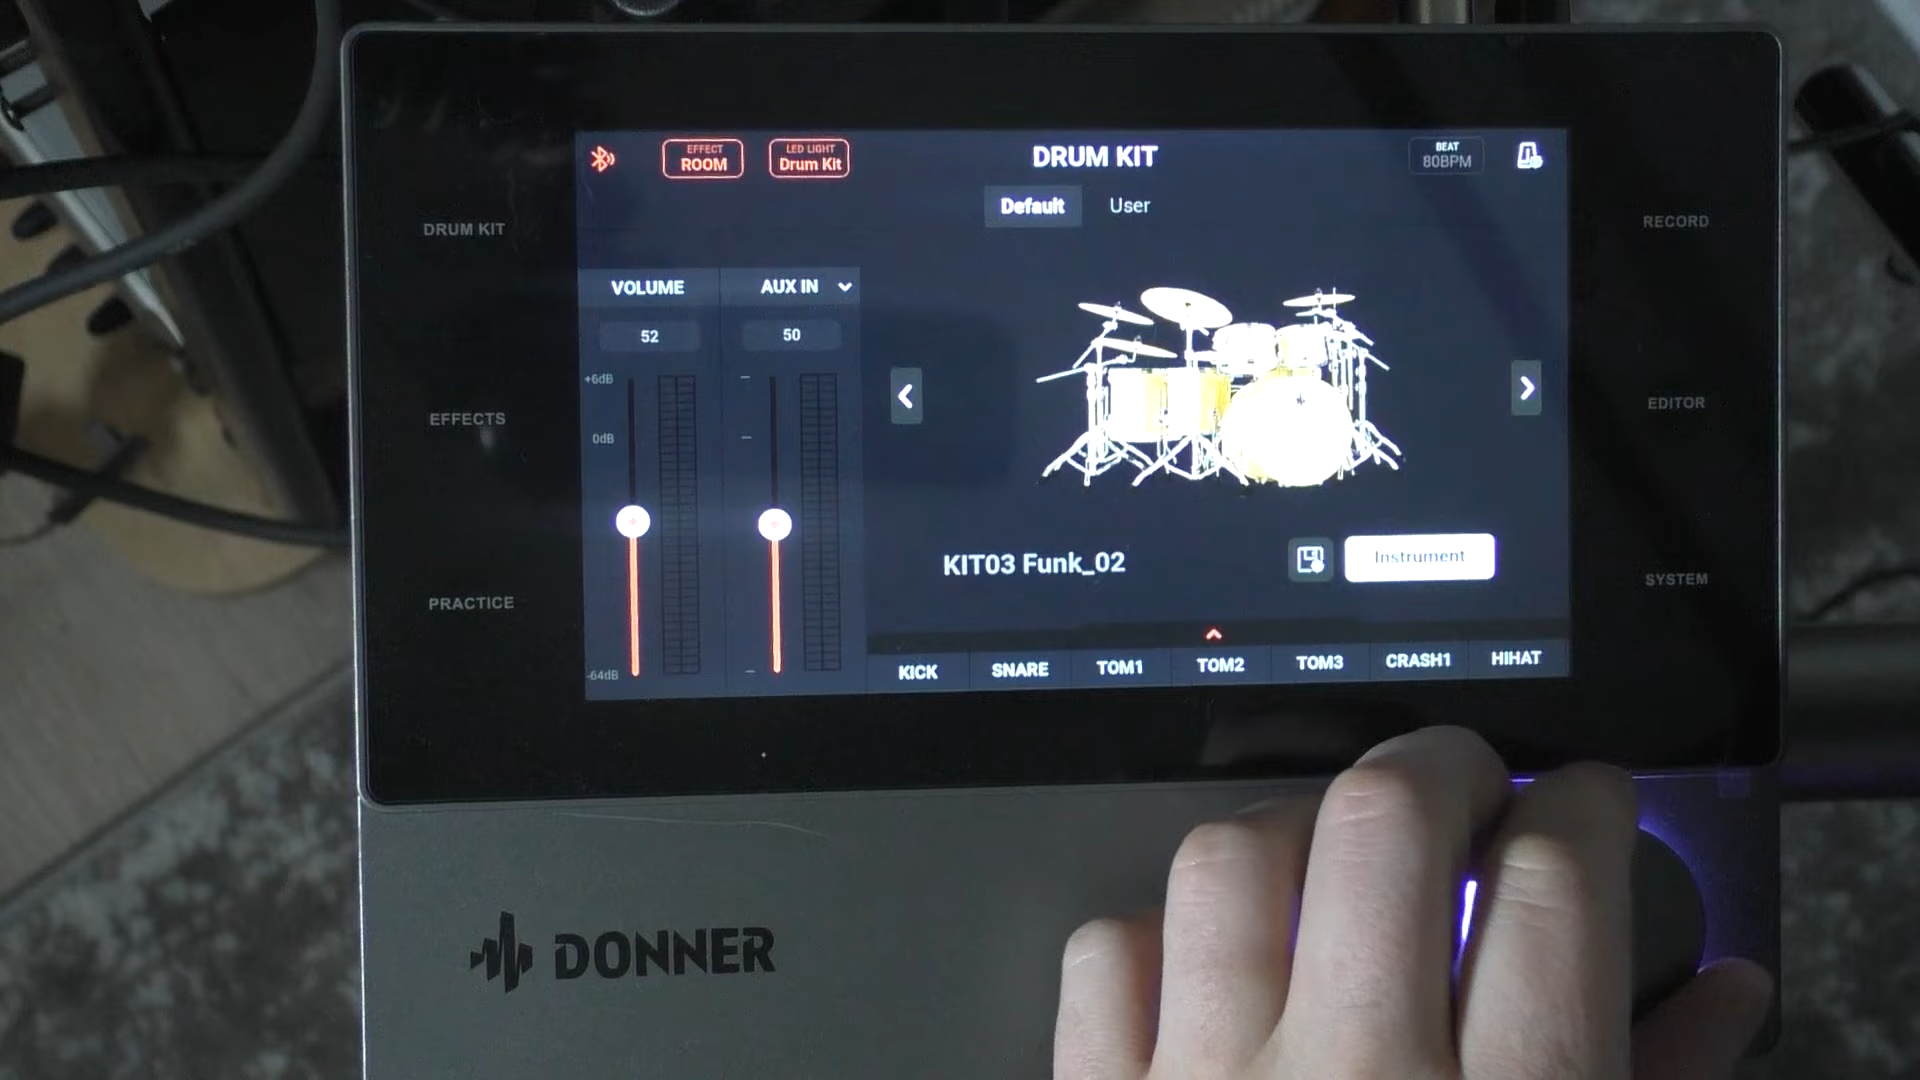 EFFECT
ROOM
LED LIGHT
Drum Kit
DRUM KIT
BEAT
80BPM
Default
User
DRUM KIT
EFFECTS
PRACTICE
RECORD
EDITOR
SYSTEM
VOLUME
AUX IN
52
50
+6dB
0dB
-64dB
KIT03 Funk_02
Instrument
KICK
SNARE
TOM1
TOM2
TOM3
CRASH1
HIHAT
DONNER